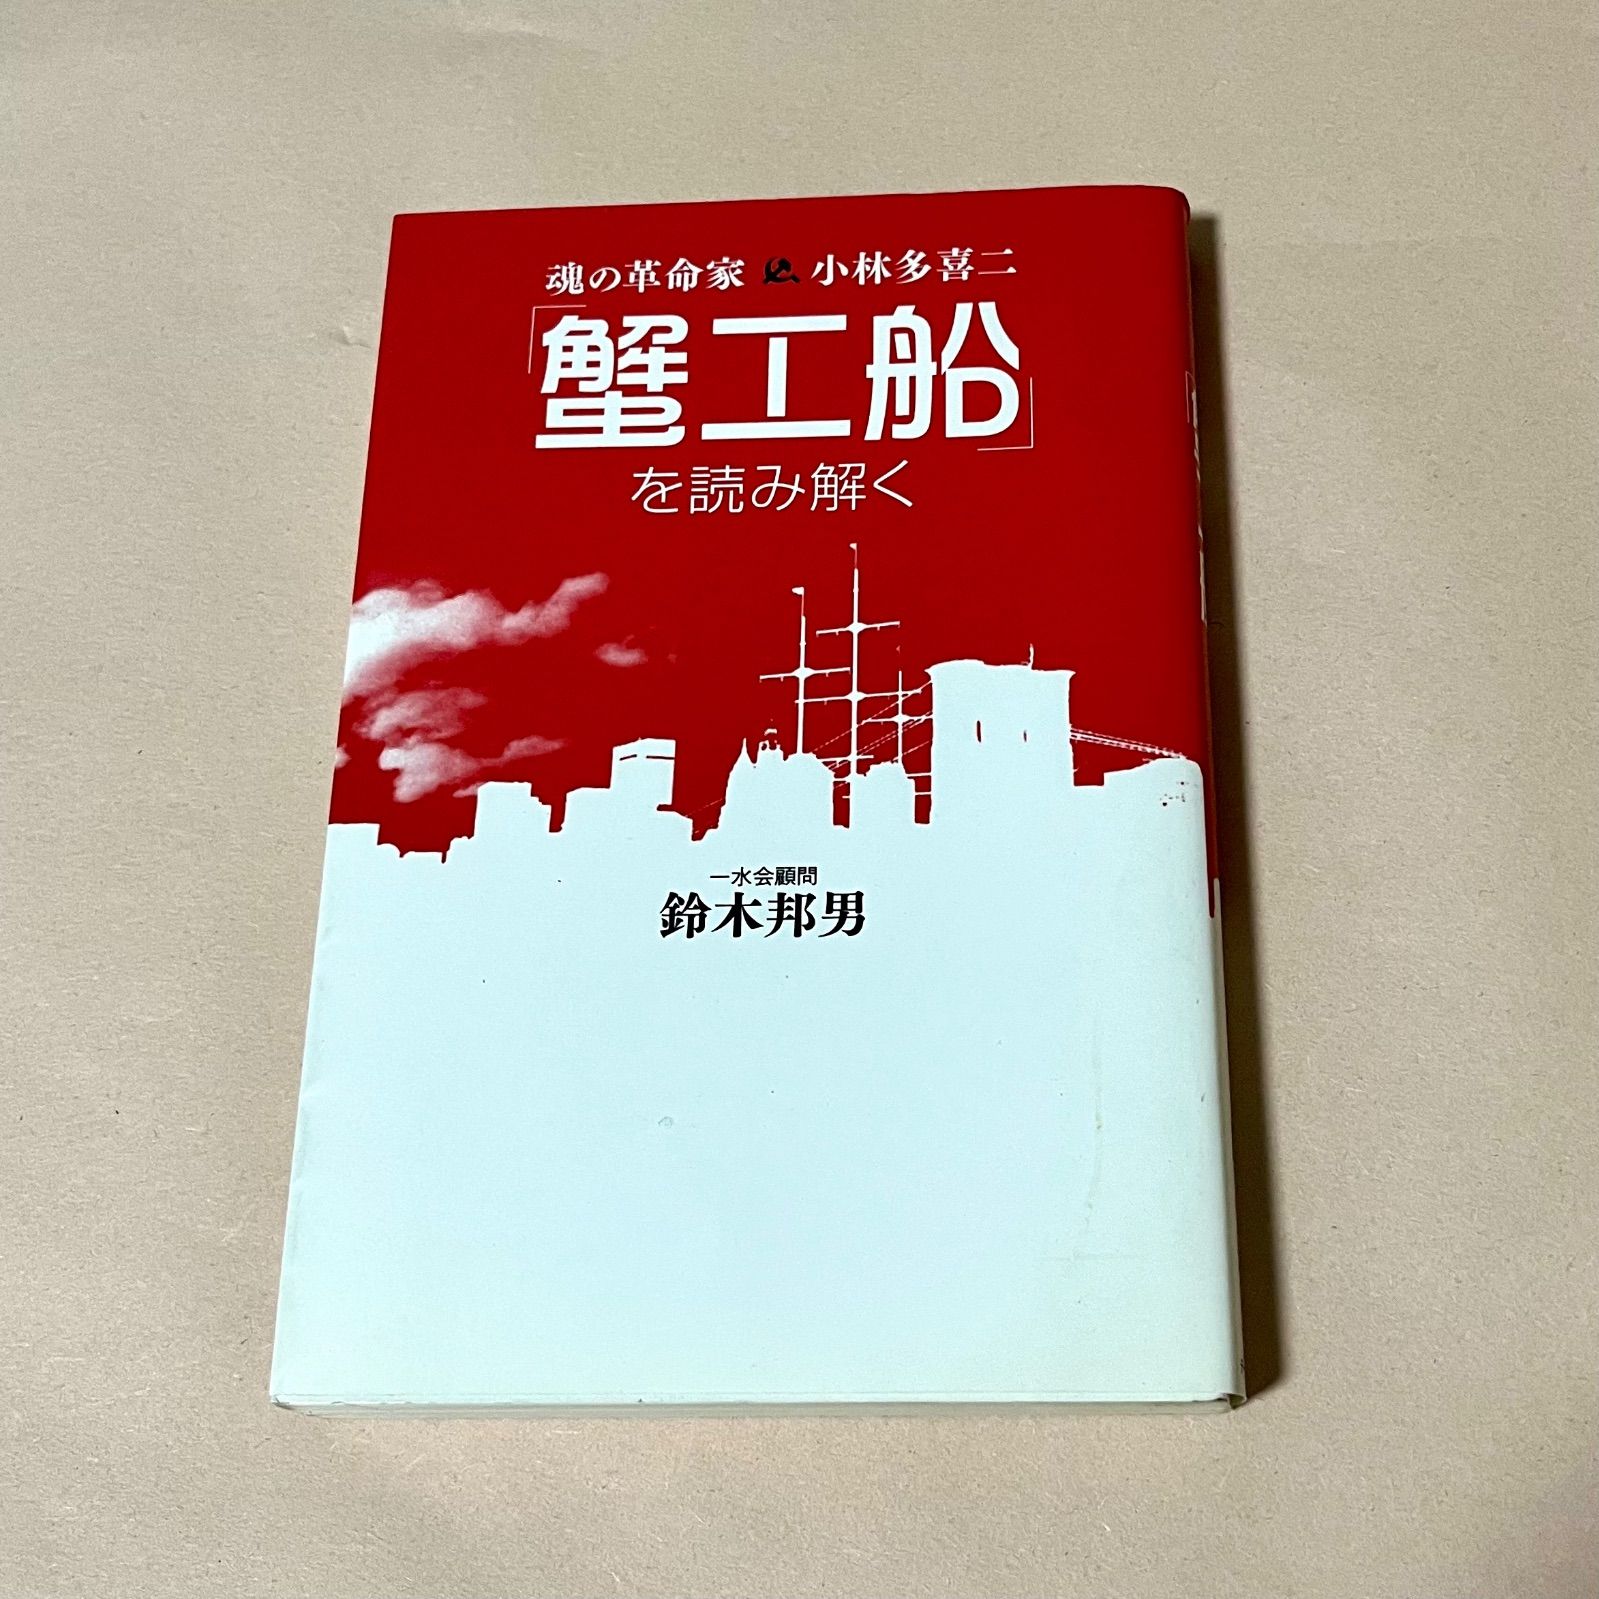 魂の革命家 小林多喜二
「蟹工船」
を読み解く
一水会顧問
鈴木邦男